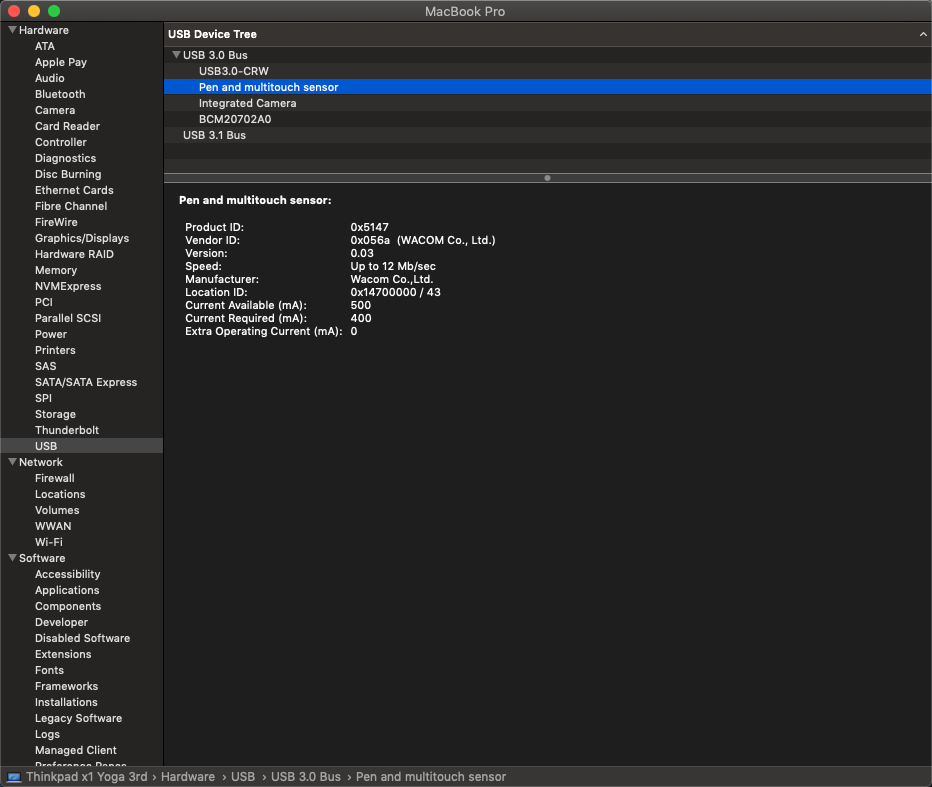 MacBook Pro
Hardware
ATA
Apple Pay
Audio
Bluetooth
Camera
Card Reader
Controller
Diagnostics
Disc Burning
Ethernet Cards
Fibre Channel
FireWire
Graphics/Displays
Hardware RAID
Memory
NVMExpress
PCI
Parallel SCSI
Power
Printers
SAS
SATA/SATA Express
SPI
Storage
Thunderbolt
USB
Network
Firewall
Locations
Volumes
WWAN
Wi-Fi
Software
Accessibility
Applications
Components
Developer
Disabled Software
Extensions
Fonts
Frameworks
Installations
Legacy Software
Logs
Managed Client
Preference Panes
USB Device Tree
USB 3.0 Bus
USB3.0-CRW
Pen and multitouch sensor
Integrated Camera
BCM20702A0
USB 3.1 Bus
Pen and multitouch sensor:
Product ID: 0x5147
Vendor ID: 0x056a (WACOM Co., Ltd.)
Version: 0.03
Speed: Up to 12 Mb/sec
Manufacturer: Wacom Co.,Ltd.
Location ID: 0x14700000 / 43
Current Available (mA): 500
Current Required (mA): 400
Extra Operating Current (mA): 0
Thinkpad x1 Yoga 3rd › Hardware › USB › USB 3.0 Bus › Pen and multitouch sensor